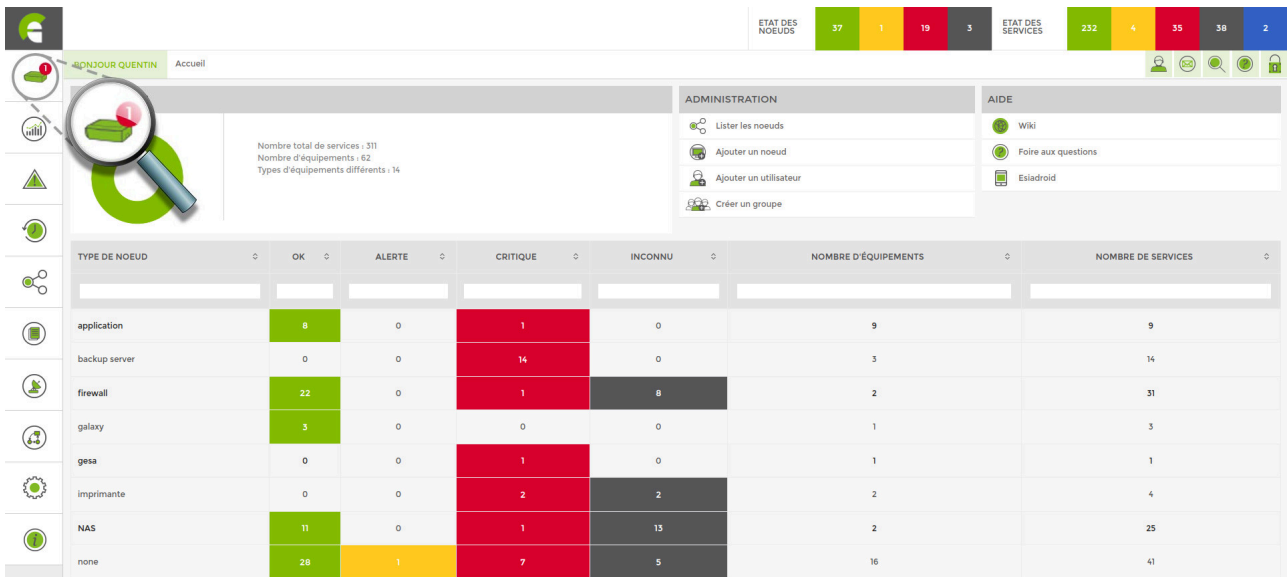 ETAT DES NOEUDS 37 1 19 3 ETAT DES SERVICES 232 4 35 38 2
1
BONJOUR QUENTIN Accueil
1
ADMINISTRATION
AIDE
Nombre total de services : 311
Nombre d'équipements : 62
Types d'équipements différents : 14
Lister les noeuds
Ajouter un noeud
Ajouter un utilisateur
Créer un groupe
Wiki
Foire aux questions
Esiadroid
TYPE DE NOEUD OK ALERTE CRITIQUE INCONNU NOMBRE D'ÉQUIPEMENTS NOMBRE DE SERVICES
application 8 0 1 0 9 9
backup server 0 0 14 0 3 14
firewall 22 0 1 8 2 31
galaxy 3 0 0 0 1 3
gesa 0 0 1 0 1 1
imprimante 0 0 2 2 2 4
NAS 11 0 1 13 2 25
none 28 1 7 5 16 41